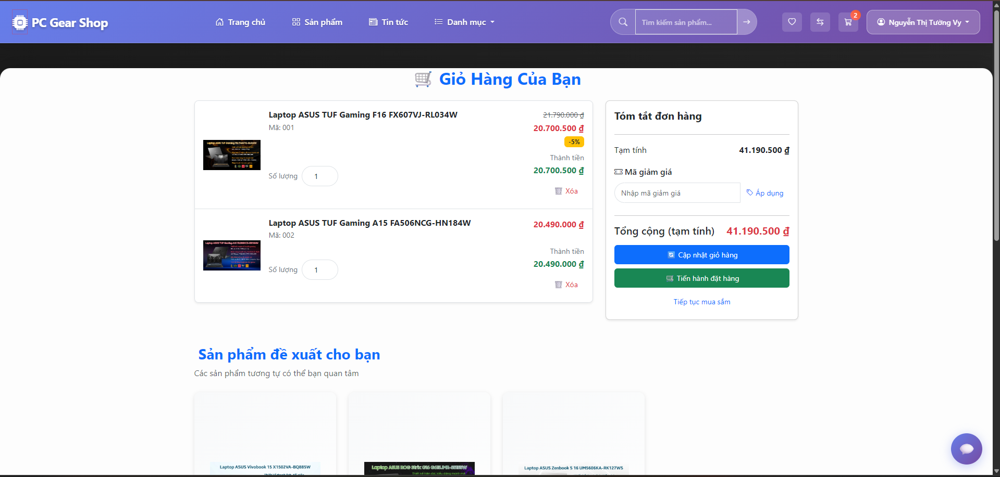 PC Gear Shop
Trang chủ
Sản phẩm
Tin tức
Danh mục
Tìm kiếm sản phẩm...
2
Nguyễn Thị Tường Vy
Giỏ Hàng Của Bạn
Laptop ASUS TUF Gaming F16 FX607VJ-RL034W
Mã: 001
21.790.000 ₫
20.700.500 ₫
-5%
Thành tiền
20.700.500 ₫
Số lượng 1
Xóa
Laptop ASUS TUF Gaming A15 FA506NCG-HN184W
Mã: 002
20.490.000 ₫
Thành tiền
20.490.000 ₫
Số lượng 1
Xóa
Tóm tắt đơn hàng
Tạm tính 41.190.500 ₫
Mã giảm giá
Nhập mã giảm giá
Áp dụng
Tổng cộng (tạm tính) 41.190.500 ₫
Cập nhật giỏ hàng
Tiến hành đặt hàng
Tiếp tục mua sắm
Sản phẩm đề xuất cho bạn
Các sản phẩm tương tự có thể bạn quan tâm
Laptop ASUS Vivobook 15 X1502VA-BQ885W
Laptop ASUS ROG Strix G16
Laptop ASUS Zenbook S 16 UM5606KA-RK127WS